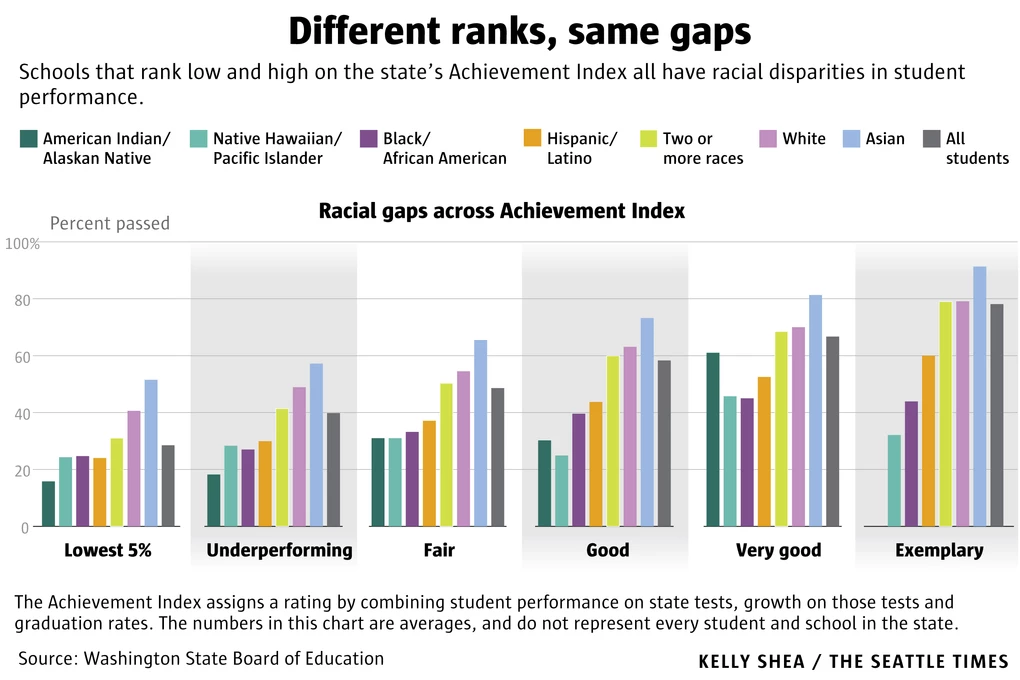 Different ranks, same gaps
Schools that rank low and high on the state’s Achievement Index all have racial disparities in student
performance.
American Indian/
Alaskan Native
Native Hawaiian/
Pacific Islander
Black/
African American
Hispanic/
Latino
Two or
more races
White
Asian
All
students
Racial gaps across Achievement Index
Percent passed
100%
80
60
40
20
0
Lowest 5%
Underperforming
Fair
Good
Very good
Exemplary
The Achievement Index assigns a rating by combining student performance on state tests, growth on those tests and
graduation rates. The numbers in this chart are averages, and do not represent every student and school in the state.
Source: Washington State Board of Education
KELLY SHEA / THE SEATTLE TIMES